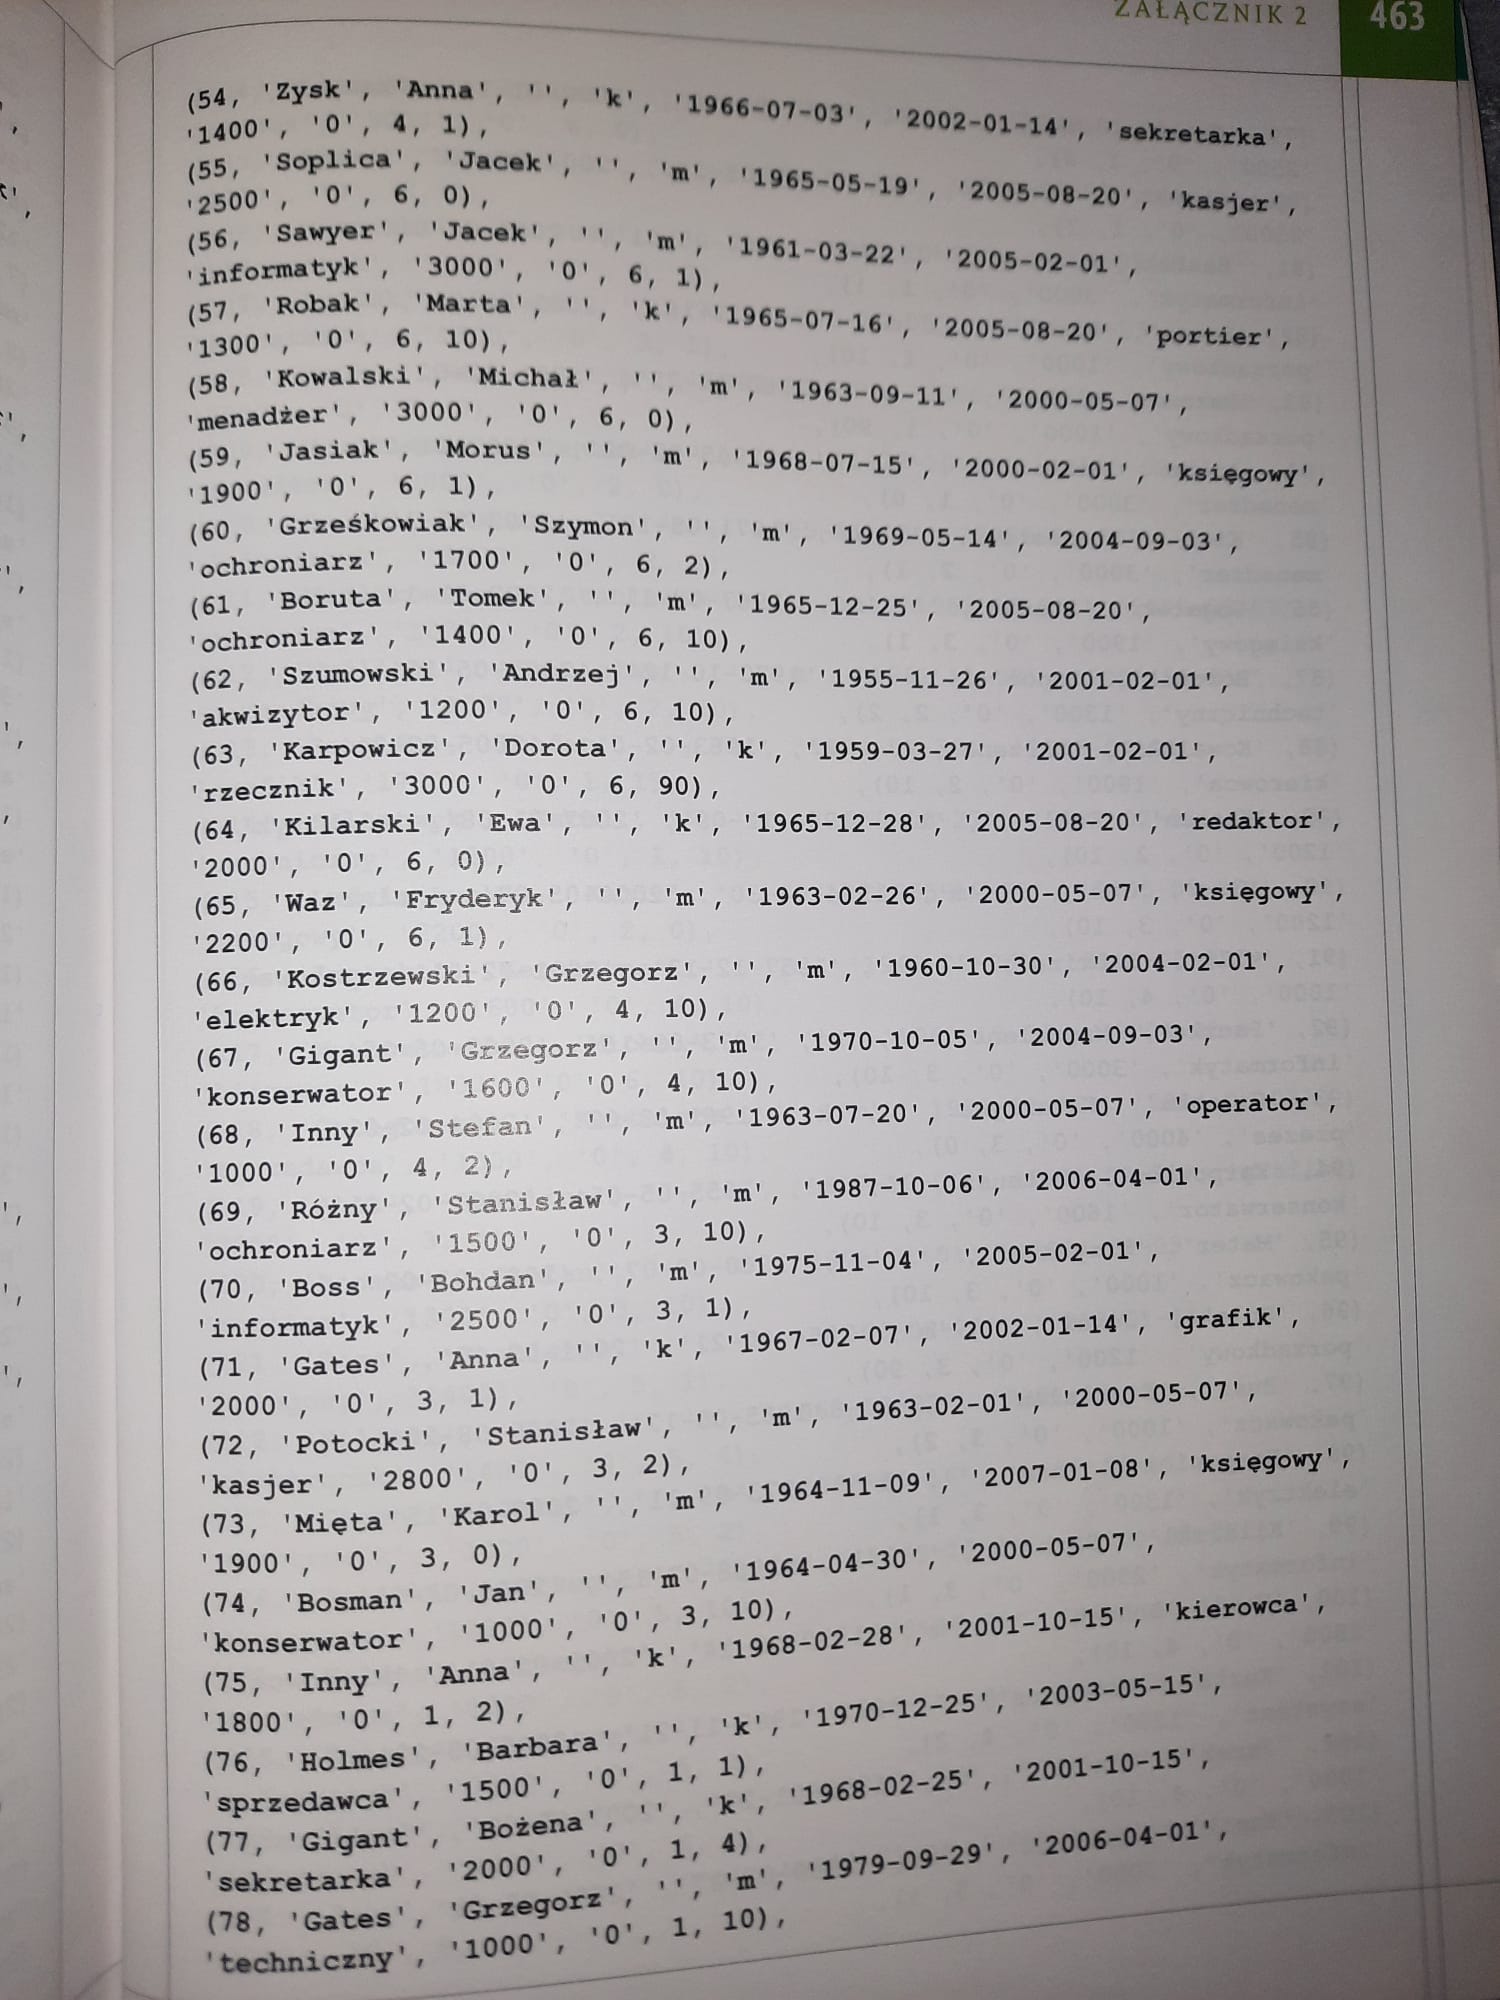 ZAŁĄCZNIK 2 463
(54, 'Zysk', 'Anna', '', 'k', '1966-07-03', '2002-01-14', 'sekretarka',
'1400', '0', 4, 1),
(55, 'Soplica', 'Jacek', '', 'm', '1965-05-19', '2005-08-20', 'kasjer',
'2500', '0', 6, 0),
(56, 'Sawyer', 'Jacek', '', 'm', '1961-03-22', '2005-02-01',
'informatyk', '3000', '0', 6, 1),
(57, 'Robak', 'Marta', '', 'k', '1965-07-16', '2005-08-20', 'portier',
'1300', '0', 6, 10),
(58, 'Kowalski', 'Michał', '', 'm', '1963-09-11', '2000-05-07',
'menadżer', '3000', '0', 6, 0),
(59, 'Jasiak', 'Morus', '', 'm', '1968-07-15', '2000-02-01', 'księgowy',
'1900', '0', 6, 1),
(60, 'Grześkowiak', 'Szymon', '', 'm', '1969-05-14', '2004-09-03',
'ochroniarz', '1700', '0', 6, 2),
(61, 'Boruta', 'Tomek', '', 'm', '1965-12-25', '2005-08-20',
'ochroniarz', '1400', '0', 6, 10),
(62, 'Szumowski', 'Andrzej', '', 'm', '1955-11-26', '2001-02-01',
'akwizytor', '1200', '0', 6, 10),
(63, 'Karpowicz', 'Dorota', '', 'k', '1959-03-27', '2001-02-01',
'rzecznik', '3000', '0', 6, 90),
(64, 'Kilarski', 'Ewa', '', 'k', '1965-12-28', '2005-08-20', 'redaktor',
'2000', '0', 6, 0),
(65, 'Waz', 'Fryderyk', '', 'm', '1963-02-26', '2000-05-07', 'księgowy',
'2200', '0', 6, 1),
(66, 'Kostrzewski', 'Grzegorz', '', 'm', '1960-10-30', '2004-02-01',
'elektryk', '1200', '0', 4, 10),
(67, 'Gigant', 'Grzegorz', '', 'm', '1970-10-05', '2004-09-03',
'konserwator', '1600', '0', 4, 10),
(68, 'Inny', 'Stefan', '', 'm', '1963-07-20', '2000-05-07', 'operator',
'1000', '0', 4, 2),
(69, 'Różny', 'Stanisław', '', 'm', '1987-10-06', '2006-04-01',
'ochroniarz', '1500', '0', 3, 10),
(70, 'Boss', 'Bohdan', '', 'm', '1975-11-04', '2005-02-01',
'informatyk', '2500', '0', 3, 1),
(71, 'Gates', 'Anna', '', 'k', '1967-02-07', '2002-01-14', 'grafik',
'2000', '0', 3, 1),
(72, 'Potocki', 'Stanisław', '', 'm', '1963-02-01', '2000-05-07',
'kasjer', '2800', '0', 3, 2),
(73, 'Mięta', 'Karol', '', 'm', '1964-11-09', '2007-01-08', 'księgowy',
'1900', '0', 3, 0),
(74, 'Bosman', 'Jan', '', 'm', '1964-04-30', '2000-05-07',
'konserwator', '1000', '0', 3, 10),
(75, 'Inny', 'Anna', '', 'k', '1968-02-28', '2001-10-15', 'kierowca',
'1800', '0', 1, 2),
(76, 'Holmes', 'Barbara', '', 'k', '1970-12-25', '2003-05-15',
'sprzedawca', '1500', '0', 1, 1),
(77, 'Gigant', 'Bożena', '', 'k', '1968-02-25', '2001-10-15',
'sekretarka', '2000', '0', 1, 4),
(78, 'Gates', 'Grzegorz', '', 'm', '1979-09-29', '2006-04-01',
'techniczny', '1000', '0', 1, 10),